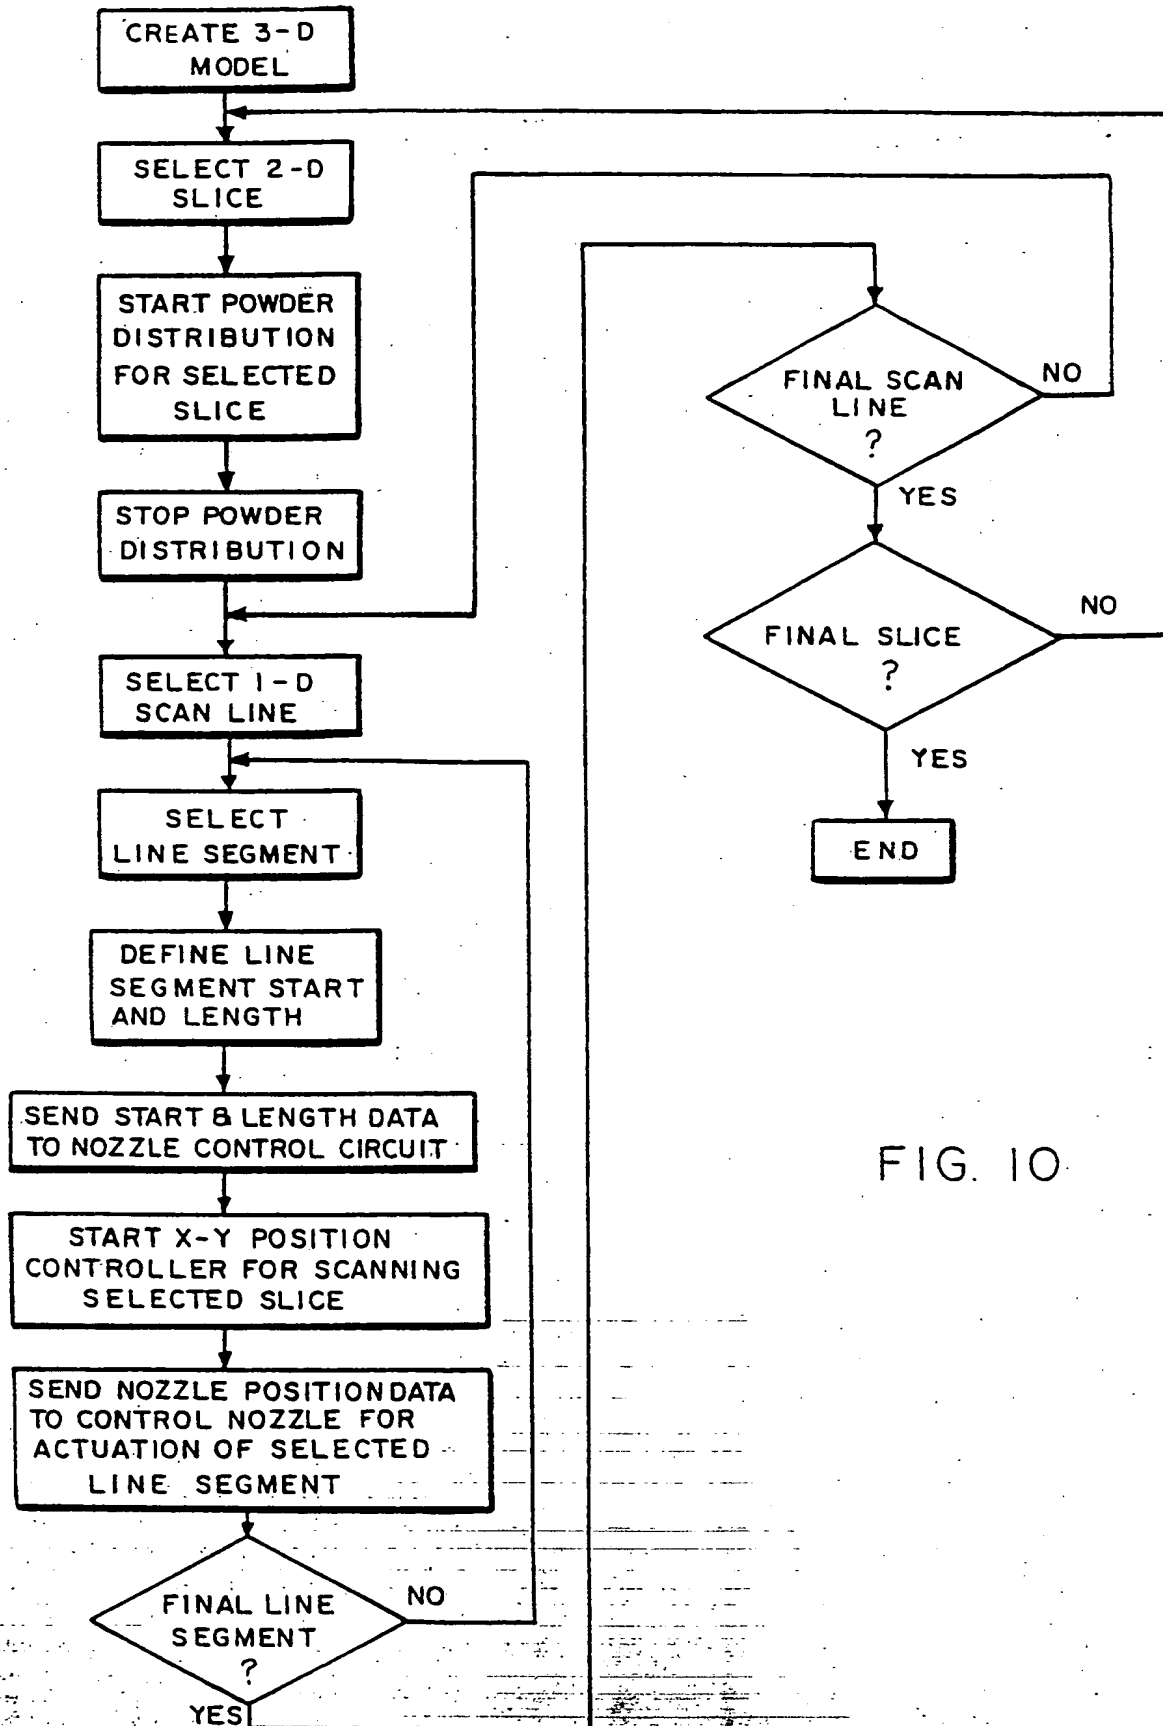 CREATE 3-D
MODEL
SELECT 2-D
SLICE
START POWDER
DISTRIBUTION
FOR SELECTED
SLICE
STOP POWDER
DISTRIBUTION
SELECT 1-D
SCAN LINE
SELECT
LINE SEGMENT
DEFINE LINE
SEGMENT START
AND LENGTH
SEND START & LENGTH DATA
TO NOZZLE CONTROL CIRCUIT
START X-Y POSITION
CONTROLLER FOR SCANNING
SELECTED SLICE
SEND NOZZLE POSITION DATA
TO CONTROL NOZZLE FOR
ACTUATION OF SELECTED
LINE SEGMENT
FINAL LINE
SEGMENT
?
NO
YES
FINAL SCAN
LINE
?
NO
YES
FINAL SLICE
?
NO
YES
END
FIG. 10